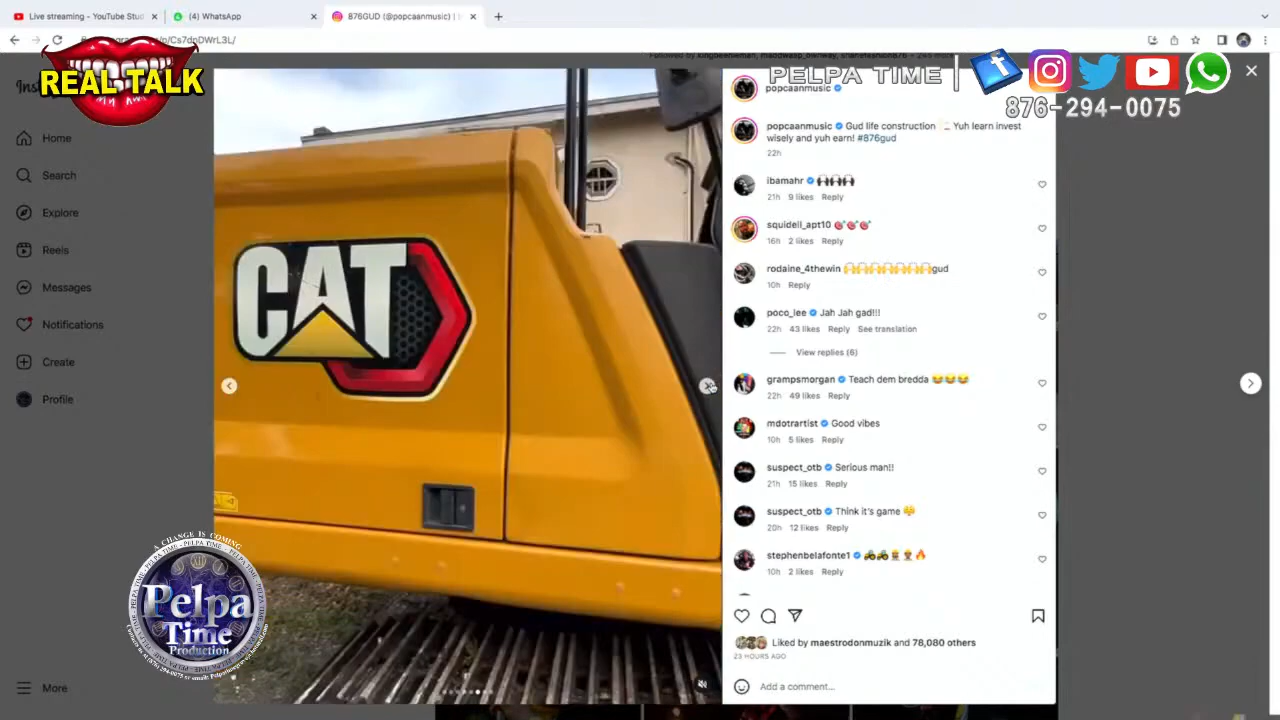 Live streaming - YouTube Stud
(4) WhatsApp
B76GUD (@popcaanmusic) |
REAL TALK
PELPA TIME |
876-294-0075
Home
Search
Explore
Reels
Messages
Notifications
Create
Profile
More
CAT
A CHANGE IS COMING
PELPA TIME
Pelpa
Time
Production
popcaanmusic
popcaanmusic Gud life construction Yuh learn invest
wisely and yuh earn! #876gud
22h
ibamahr
21h 9 likes Reply
squidell_apt10
16h 2 likes Reply
rodaine_4thewin gud
10h Reply
poco_lee Jah Jah gad!!!
22h 43 likes Reply See translation
View replies (6)
grampsmorgan Teach dem bredda 😂😂😂
22h 49 likes Reply
mdotrartist Good vibes
10h 5 likes Reply
suspect_otb Serious man!!
21h 15 likes Reply
suspect_otb Think it's game
20h 12 likes Reply
stephenbelafonte1
10h 2 likes Reply
Liked by maestrodonmuzik and 78,080 others
23 HOURS AGO
Add a comment...